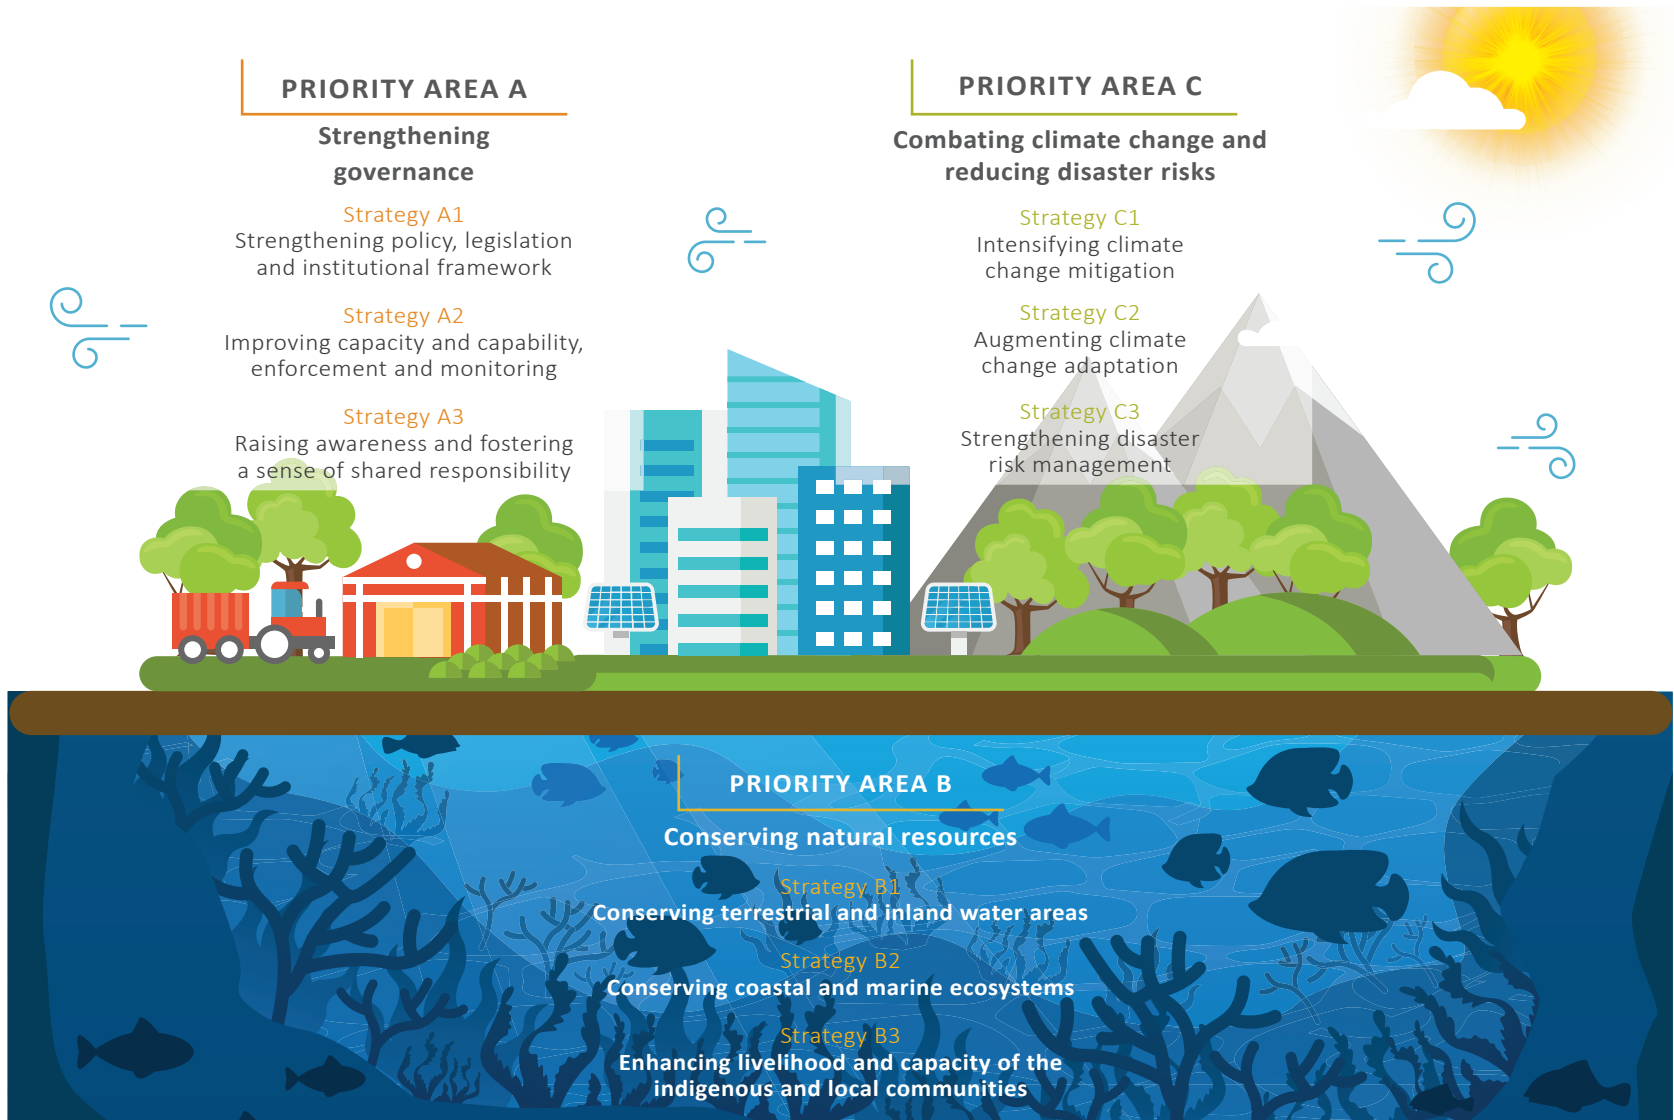 PRIORITY AREA A
Strengthening
governance
Strategy A1
Strengthening policy, legislation
and institutional framework
Strategy A2
Improving capacity and capability,
enforcement and monitoring
Strategy A3
Raising awareness and fostering
a sense of shared responsibility
PRIORITY AREA C
Combating climate change and
reducing disaster risks
Strategy C1
Intensifying climate
change mitigation
Strategy C2
Augmenting climate
change adaptation
Strategy C3
Strengthening disaster
risk management
PRIORITY AREA B
Conserving natural resources
Strategy B1
Conserving terrestrial and inland water areas
Strategy B2
Conserving coastal and marine ecosystems
Strategy B3
Enhancing livelihood and capacity of the
indigenous and local communities